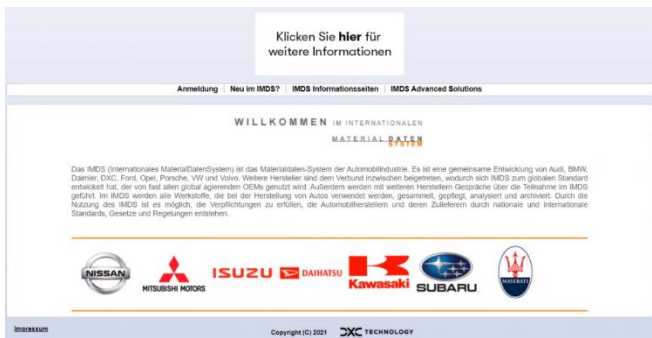 Klicken Sie hier für
weitere Informationen
Anmeldung | Neu im IMDS? | IMDS Informationsseiten | IMDS Advanced Solutions
WILLKOMMEN IM INTERNATIONALEN
MATERIAL DATEN
SYSTEM
Das IMDS (Internationales MaterialDatenSystem) ist das Materialdaten-System der Automobilindustrie. Es ist eine gemeinsame Entwicklung von Audi, BMW,
Daimler, DXC, Ford, Opel, Porsche, VW und Volvo. Weitere Hersteller sind dem Verbund inzwischen beigetreten, wodurch sich IMDS zum globalen Standard
entwickelt hat, der von fast allen global agierenden OEMs genutzt wird. Außerdem werden mit weiteren Herstellern Gespräche über die Teilnahme im IMDS
geführt. Im IMDS werden alle Werkstoffe, die bei der Herstellung von Autos verwendet werden, gesammelt, gepflegt, analysiert und archiviert. Durch die
Nutzung des IMDS ist es möglich, die Verpflichtungen zu erfüllen, die Automobilherstellern und deren Zulieferern durch nationale und internationale
Standards, Gesetze und Regelungen entstehen.
NISSAN MITSUBISHI MOTORS ISUZU DAIHATSU Kawasaki SUBARU MASERATI
Impressum
Copyright (C) 2021 DXC TECHNOLOGY